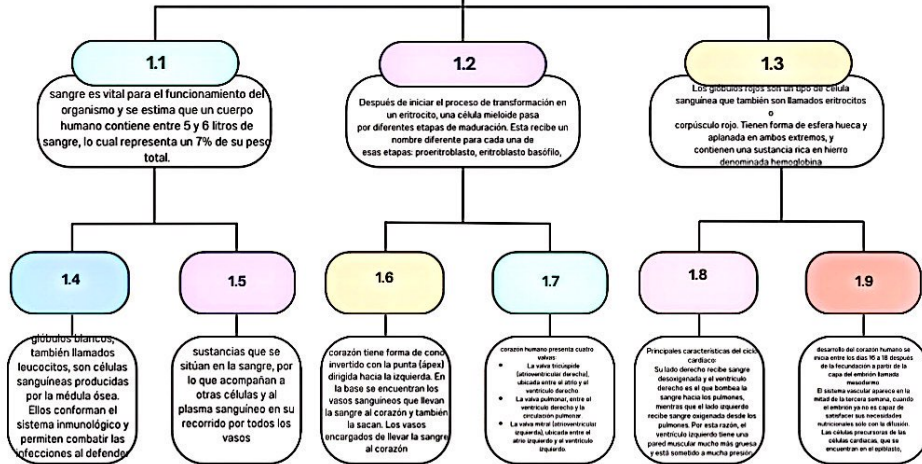 1.1
sangre es vital para el funcionamiento del
organismo y se estima que un cuerpo
humano contiene entre 5 y 6 litros de
sangre, lo cual representa un 7% de su peso
total.
1.2
Después de iniciar el proceso de transformación en
un eritrocito, una célula mieloide pasa
por diferentes etapas de maduración. Esta recibe un
nombre diferente para cada una de
esas etapas: proeritroblasto, eritroblasto basófilo,
1.3
Los glóbulos rojos son un tipo de célula
sanguínea que también son llamados eritrocitos
o
corpúsculo rojo. Tienen forma de esfera hueca y
aplanada en ambos extremos, y
contienen una sustancia rica en hierro
denominada hemoglobina
1.4
glóbulos blancos,
también llamados
leucocitos, son células
sanguíneas producidas
por la médula ósea.
Ellos conforman el
sistema inmunológico y
permiten combatir las
infecciones al defender
1.5
sustancias que se
sitúan en la sangre, por
lo que acompañan a
otras células y al
plasma sanguíneo en su
recorrido por todos los
vasos
1.6
corazón tiene forma de cono
invertido con la punta (ápex)
dirigida hacia la izquierda. En
la base se encuentran los
vasos sanguíneos que llevan
la sangre al corazón y también
la sacan. Los vasos
encargados de llevar la sangre
al corazón
1.7
corazón humano presenta cuatro
valvas:
• La valva tricúspide
(atrioventricular derecha),
ubicada entre el atrio y el
ventrículo derecho
• La valva pulmonar, entre el
ventrículo derecho y la
circulación pulmonar
• La valva mitral (atrioventricular
izquierda), ubicada entre el
atrio izquierdo y el ventrículo
izquierdo.
1.8
Principales características del ciclo
cardíaco:
Su lado derecho recibe sangre
desoxigenada y el ventrículo
derecho es el que bombea la
sangre hacia los pulmones,
mientras que el lado izquierdo
recibe sangre oxigenada desde los
pulmones. Por esta razón, el
ventrículo izquierdo tiene una
pared muscular mucho más gruesa
y está sometido a mucha presión
1.9
desarrollo del corazón humano se
inicia entre los días 16 a 18 después
de la fecundación a partir de la
capa del embrión llamada
mesodermo
El sistema vascular aparece en la
mitad de la tercera semana, cuando
el embrión ya no es capaz de
satisfacer sus necesidades
nutricionales sólo con la difusión.
Las células precursoras de las
células cardíacas, que se
encuentran en el epiblasto,